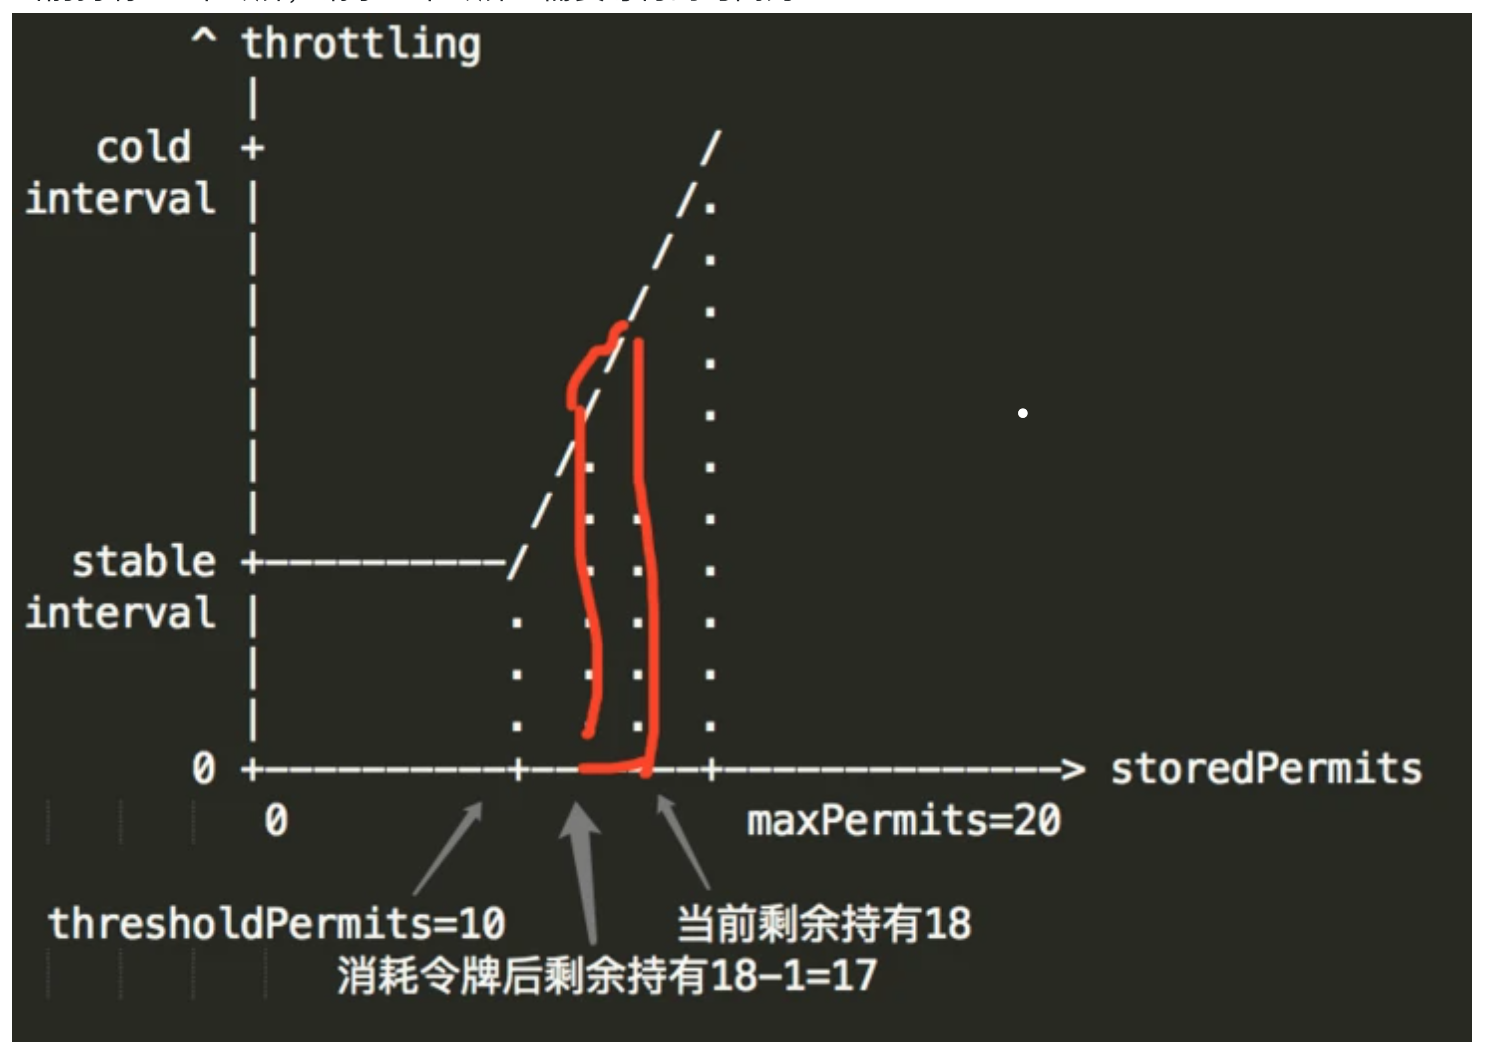 ^ throttling
cold +
interval
stable +——————————/
interval
0 +——————————+——————+——————————————> storedPermits
0 maxPermits=20
thresholdPermits=10 当前剩余持有18
消耗令牌后剩余持有18-1=17